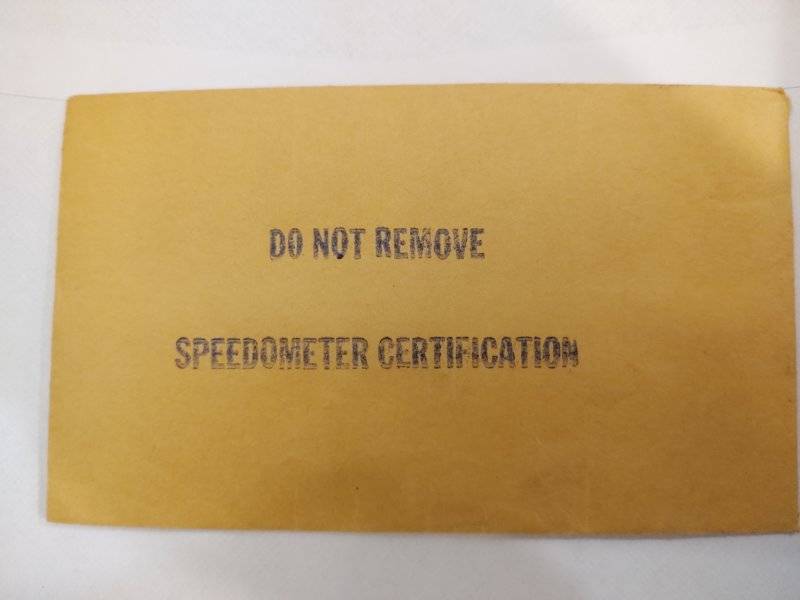 DO NOT REMOVE
SPEEDOMETER CERTIFICATION